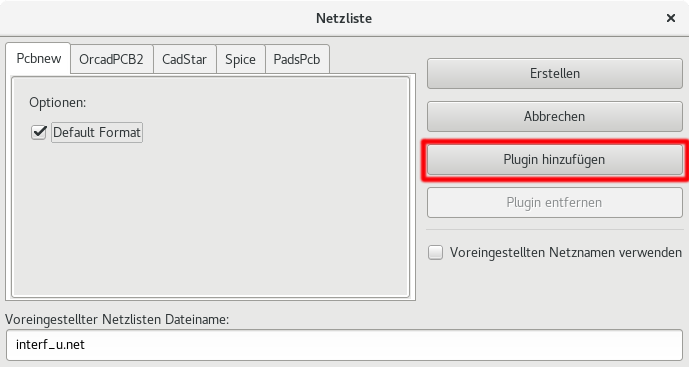 Netzliste
Pcbnew OrcadPCB2 CadStar Spice PadsPcb
Optionen:
Default Format
Erstellen
Abbrechen
Plugin hinzufügen
Plugin entfernen
Voreingestellten Netznamen verwenden
Voreingestellter Netzlisten Dateiname:
interf_u.net